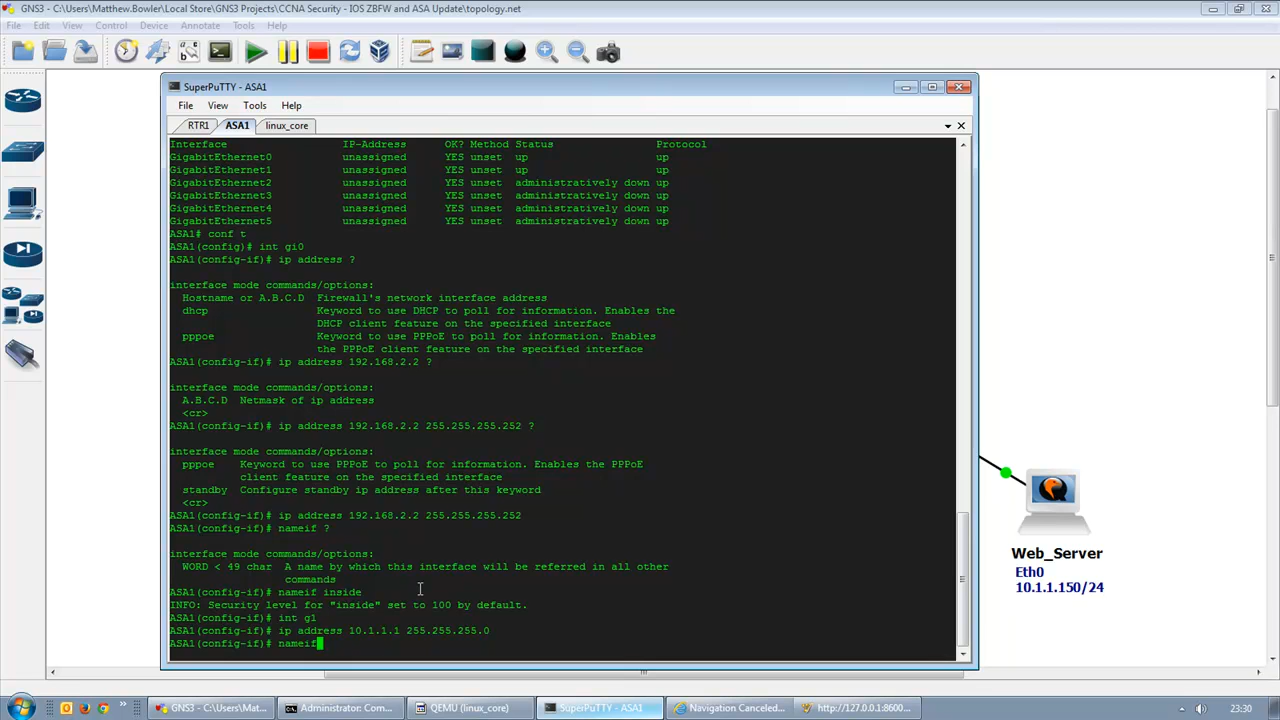 GNS3 - C:\Users\Matthew.Bowler\Local Store\GNS3 Projects\CCNA Security - IOS ZBFW and ASA Update\topology.net
File Edit View Control Device Annotate Tools Help
SuperPuTTY - ASA1
File View Tools Help
RTR1 ASA1 linux_core
Interface IP-Address OK? Method Status Protocol
GigabitEthernet0 unassigned YES unset up up
GigabitEthernet1 unassigned YES unset up up
GigabitEthernet2 unassigned YES unset administratively down up
GigabitEthernet3 unassigned YES unset administratively down up
GigabitEthernet4 unassigned YES unset administratively down up
GigabitEthernet5 unassigned YES unset administratively down up
ASA1# conf t
ASA1(config)# int gi0
ASA1(config-if)# ip address ?
interface mode commands/options:
Hostname or A.B.C.D Firewall's network interface address
dhcp Keyword to use DHCP to poll for information. Enables the
DHCP client feature on the specified interface
pppoe Keyword to use PPPoE to poll for information. Enables
the PPPoE client feature on the specified interface
ASA1(config-if)# ip address 192.168.2.2 ?
interface mode commands/options:
A.B.C.D Netmask of ip address
<cr>
ASA1(config-if)# ip address 192.168.2.2 255.255.255.252 ?
interface mode commands/options:
pppoe Keyword to use PPPoE to poll for information. Enables the PPPoE
client feature on the specified interface
standby Configure standby ip address after this keyword
<cr>
ASA1(config-if)# ip address 192.168.2.2 255.255.255.252
ASA1(config-if)# nameif ?
interface mode commands/options:
WORD < 49 char A name by which this interface will be referred in all other
commands
ASA1(config-if)# nameif inside
INFO: Security level for "inside" set to 100 by default.
ASA1(config-if)# int g1
ASA1(config-if)# ip address 10.1.1.1 255.255.255.0
ASA1(config-if)# nameif
Web_Server
Eth0
10.1.1.150/24
GNS3 - C:\Users\Mat... Administrator: Com... QEMU (linux_core) SuperPuTTY - ASA1 Navigation Canceled... http://127.0.0.1:8600... 23:30